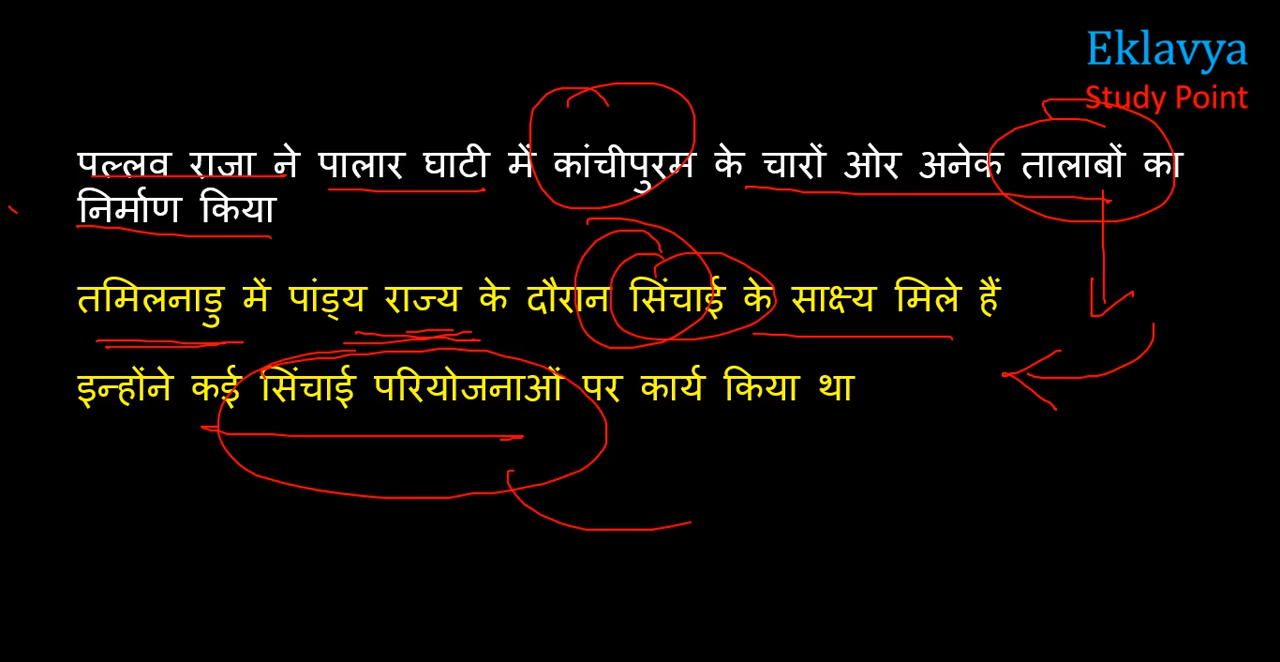 Eklavya
Study Point
पल्लव राजा ने पालार घाटी में कांचीपुरम के चारों ओर अनेक तालाबों का
निर्माण किया
तमिलनाडु में पांड्य राज्य के दौरान सिंचाई के साक्ष्य मिले हैं
इन्होंने कई सिंचाई परियोजनाओं पर कार्य किया था